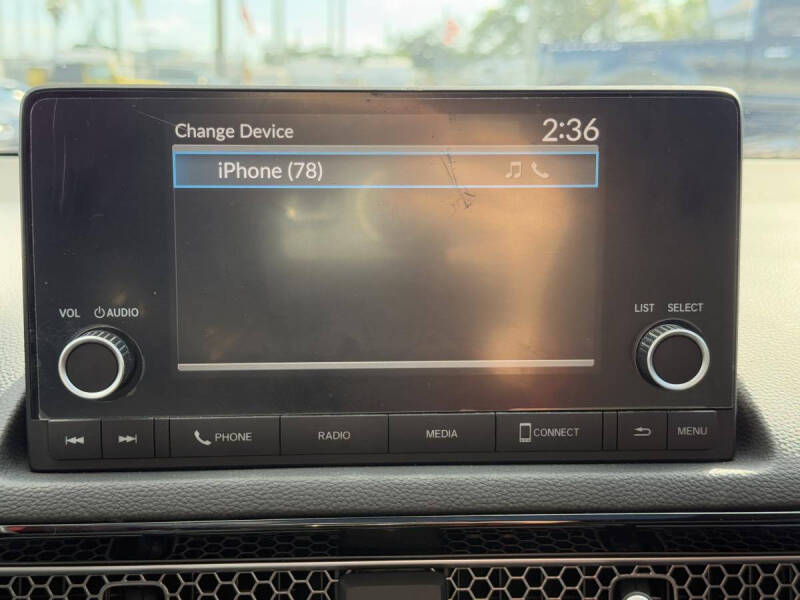 Change Device 2:36
iPhone (78)
VOL AUDIO LIST SELECT
PHONE RADIO MEDIA CONNECT MENU